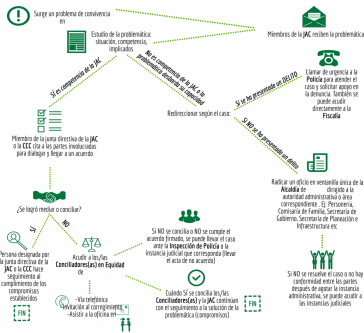 Surge un problema de convivencia
en
Miembros de la JAC reciben la problemática
Estudio de la problemática:
situación, competencia,
implicados
Sí es competencia de la JAC
No es competencia de la JAC o la
problemática desborda su capacidad
Redireccionar según el caso:
Si se ha presentado un DELITO
Llamar de urgencia a la
Policía para atender el
caso y solicitar apoyo en
la denuncia. También se
puede acudir
directamente a la
Fiscalía
Si NO se ha presentado un delito
Miembro de la junta directiva de la JAC
o la CCC cita a las partes involucradas
para dialogar y llegar a un acuerdo
Radicar un oficio en ventanilla única de la
Alcaldía de dirigido a la
autoridad administrativa o área
correspondiente. Ej: Personería,
Comisaría de Familia, Secretaría de
Gobierno, Secretaría de Planeación e
Infraestructura etc
¿Se logró mediar o conciliar?
SÍ
NO
Persona designada por
la junta directiva de la
JAC o la CCC hace
seguimiento al
cumplimiento de los
compromisos
establecidos
FIN
Acudir a los/las
Conciliadores(as) en Equidad
de
-Vía telefónica
-Invitación al corregimiento
-Asistir a la oficina en
Si NO se concilia o NO se cumple el
acuerdo firmado, se puede llevar el caso
ante la Inspección de Policía o la
instancia judicial que corresponda (llevar
el acta de no acuerdo)
Cuándo SÍ se concilia los/las
Conciliadores(as) y la JAC continúan
con el seguimiento a la solución de la
problemática (compromisos)
FIN
Si NO se resuelve el caso o no hay
conformidad entre las partes
después de agotar la instancia
administrativa, se puede acudir a
las instancias judiciales